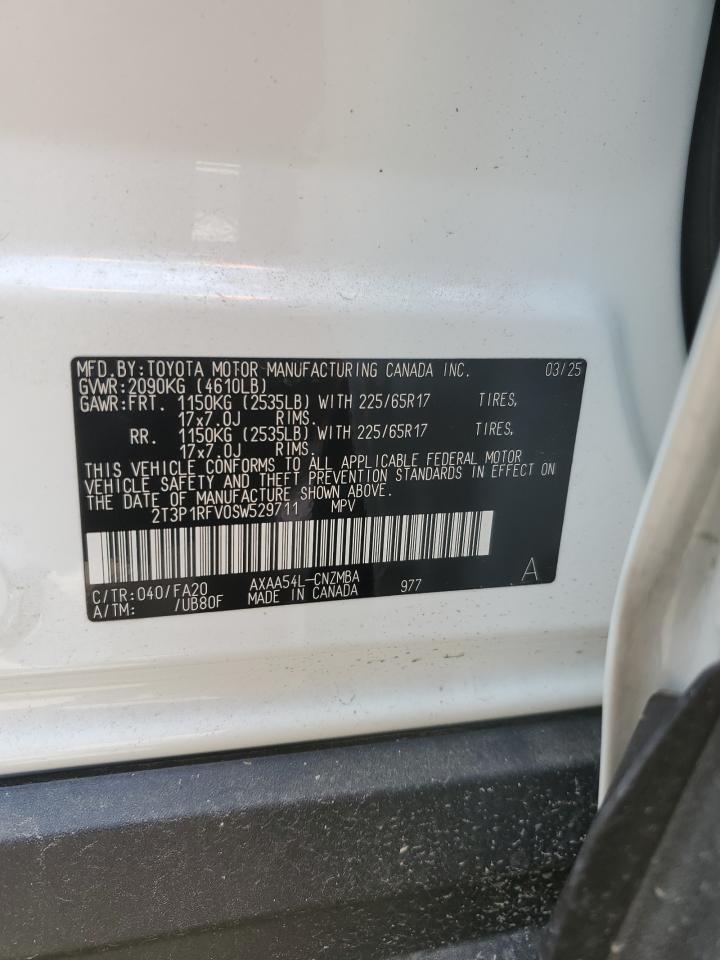 MFD.BY:TOYOTA MOTOR MANUFACTURING CANADA INC. 03/25
GVWR:2090KG (4610LB)
GAWR:FRT. 1150KG (2535LB) WITH 225/65R17 TIRES,
17x7.0J RIMS.
RR. 1150KG (2535LB) WITH 225/65R17 TIRES,
17x7.0J RIMS.
THIS VEHICLE CONFORMS TO ALL APPLICABLE FEDERAL MOTOR
VEHICLE SAFETY AND THEFT PREVENTION STANDARDS IN EFFECT ON
THE DATE OF MANUFACTURE SHOWN ABOVE.
2T3P1RFV0SW529711 MPV
C/TR:040/FA20 AXAA54L-CNZMBA 977 A
A/TM: /UB80F MADE IN CANADA